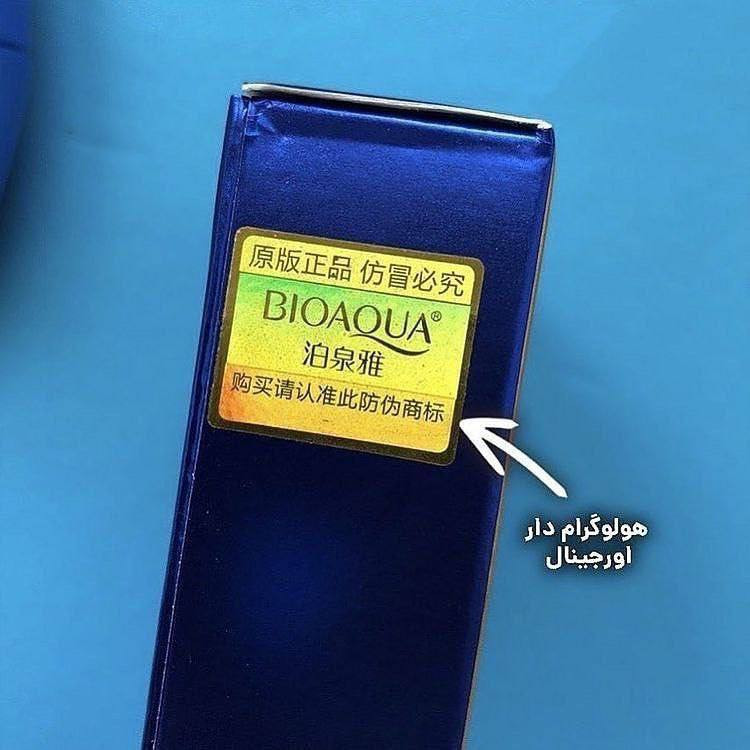 原版正品 仿冒必究
BIOAQUA®
泊泉雅
购买请认准此防伪商标
هولوگرام دار
اورجینال